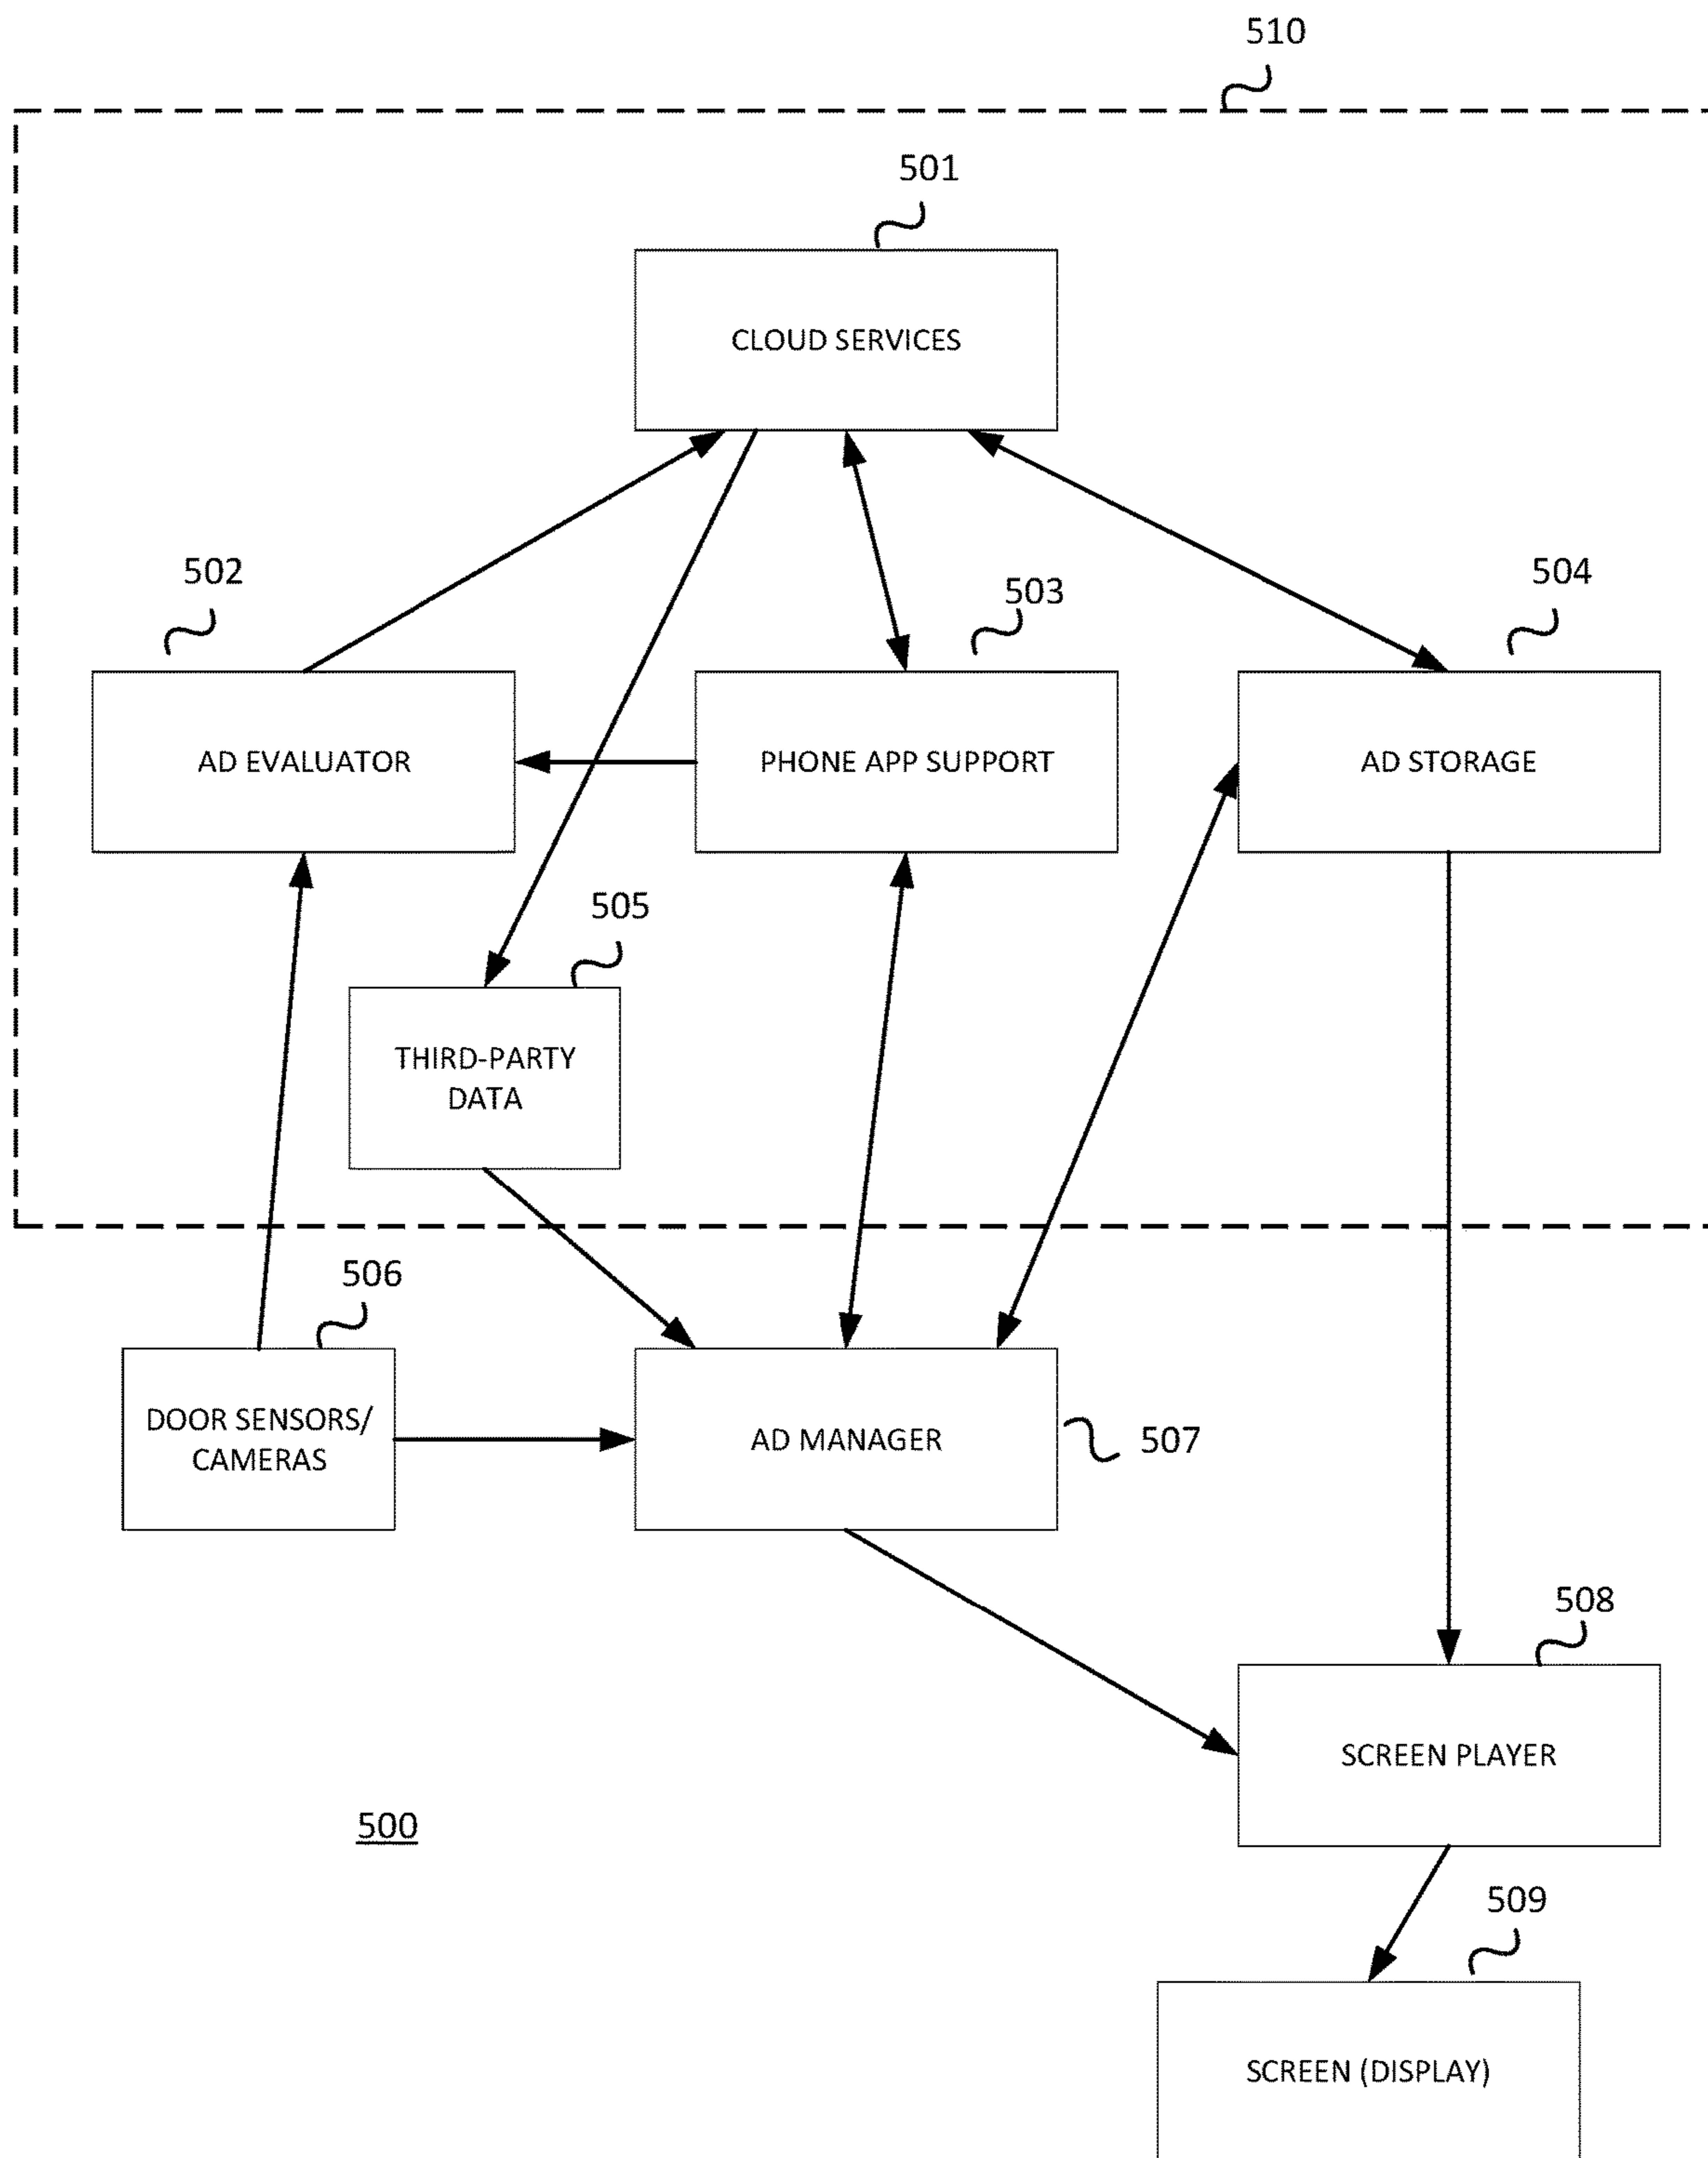 510
501
CLOUD SERVICES
502
503
504
AD EVALUATOR
PHONE APP SUPPORT
AD STORAGE
505
THIRD-PARTY
DATA
506
DOOR SENSORS/
CAMERAS
AD MANAGER
507
508
SCREEN PLAYER
500
509
SCREEN (DISPLAY)